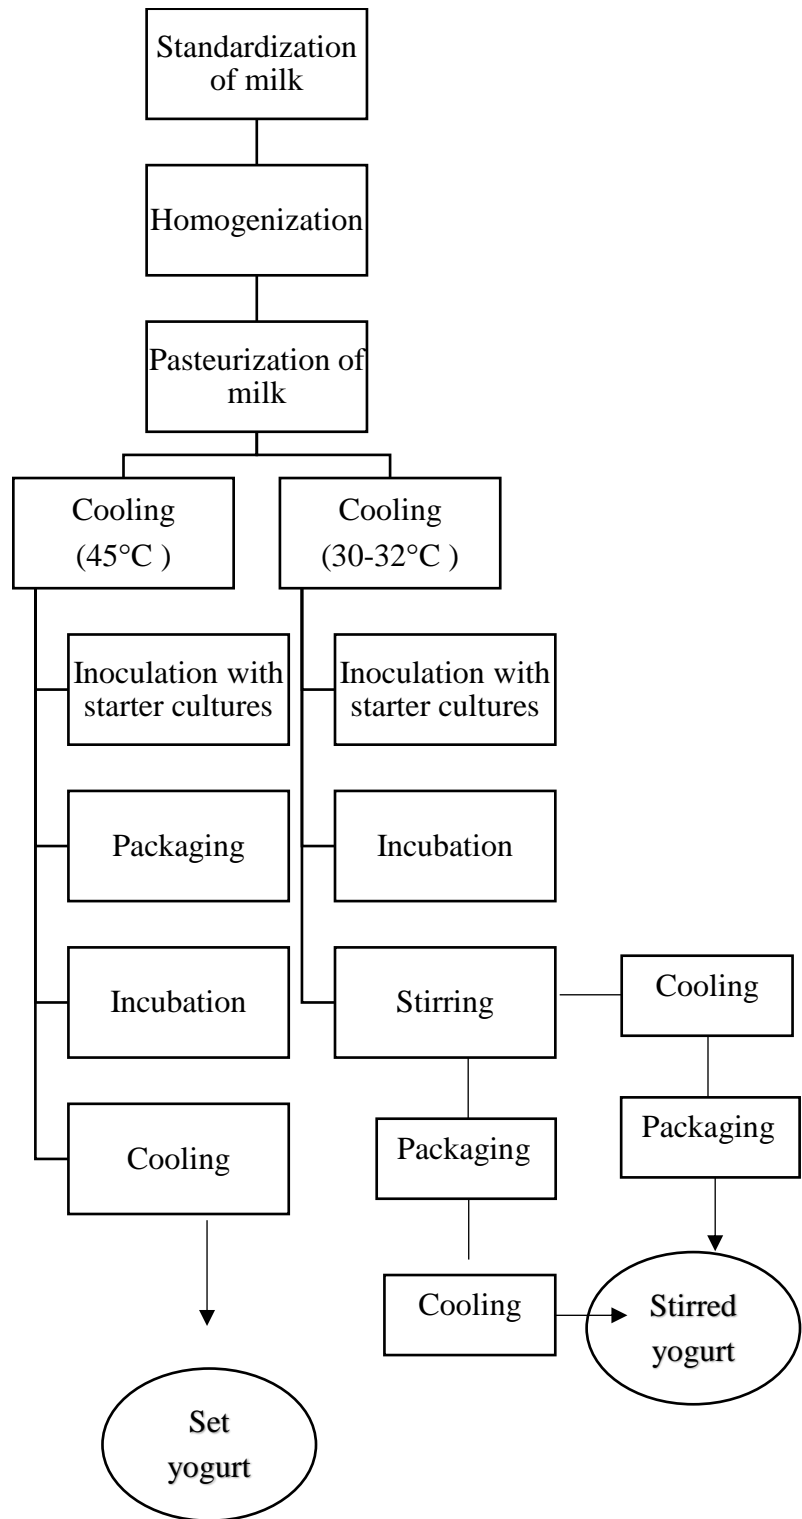 Standardization
of milk
Homogenization
Pasteurization of
milk
Cooling
(45°C )
Cooling
(30-32°C )
Inoculation with
starter cultures
Inoculation with
starter cultures
Packaging
Incubation
Incubation
Stirring
Cooling
Cooling
Packaging
Packaging
Cooling
Stirred
yogurt
Set
yogurt